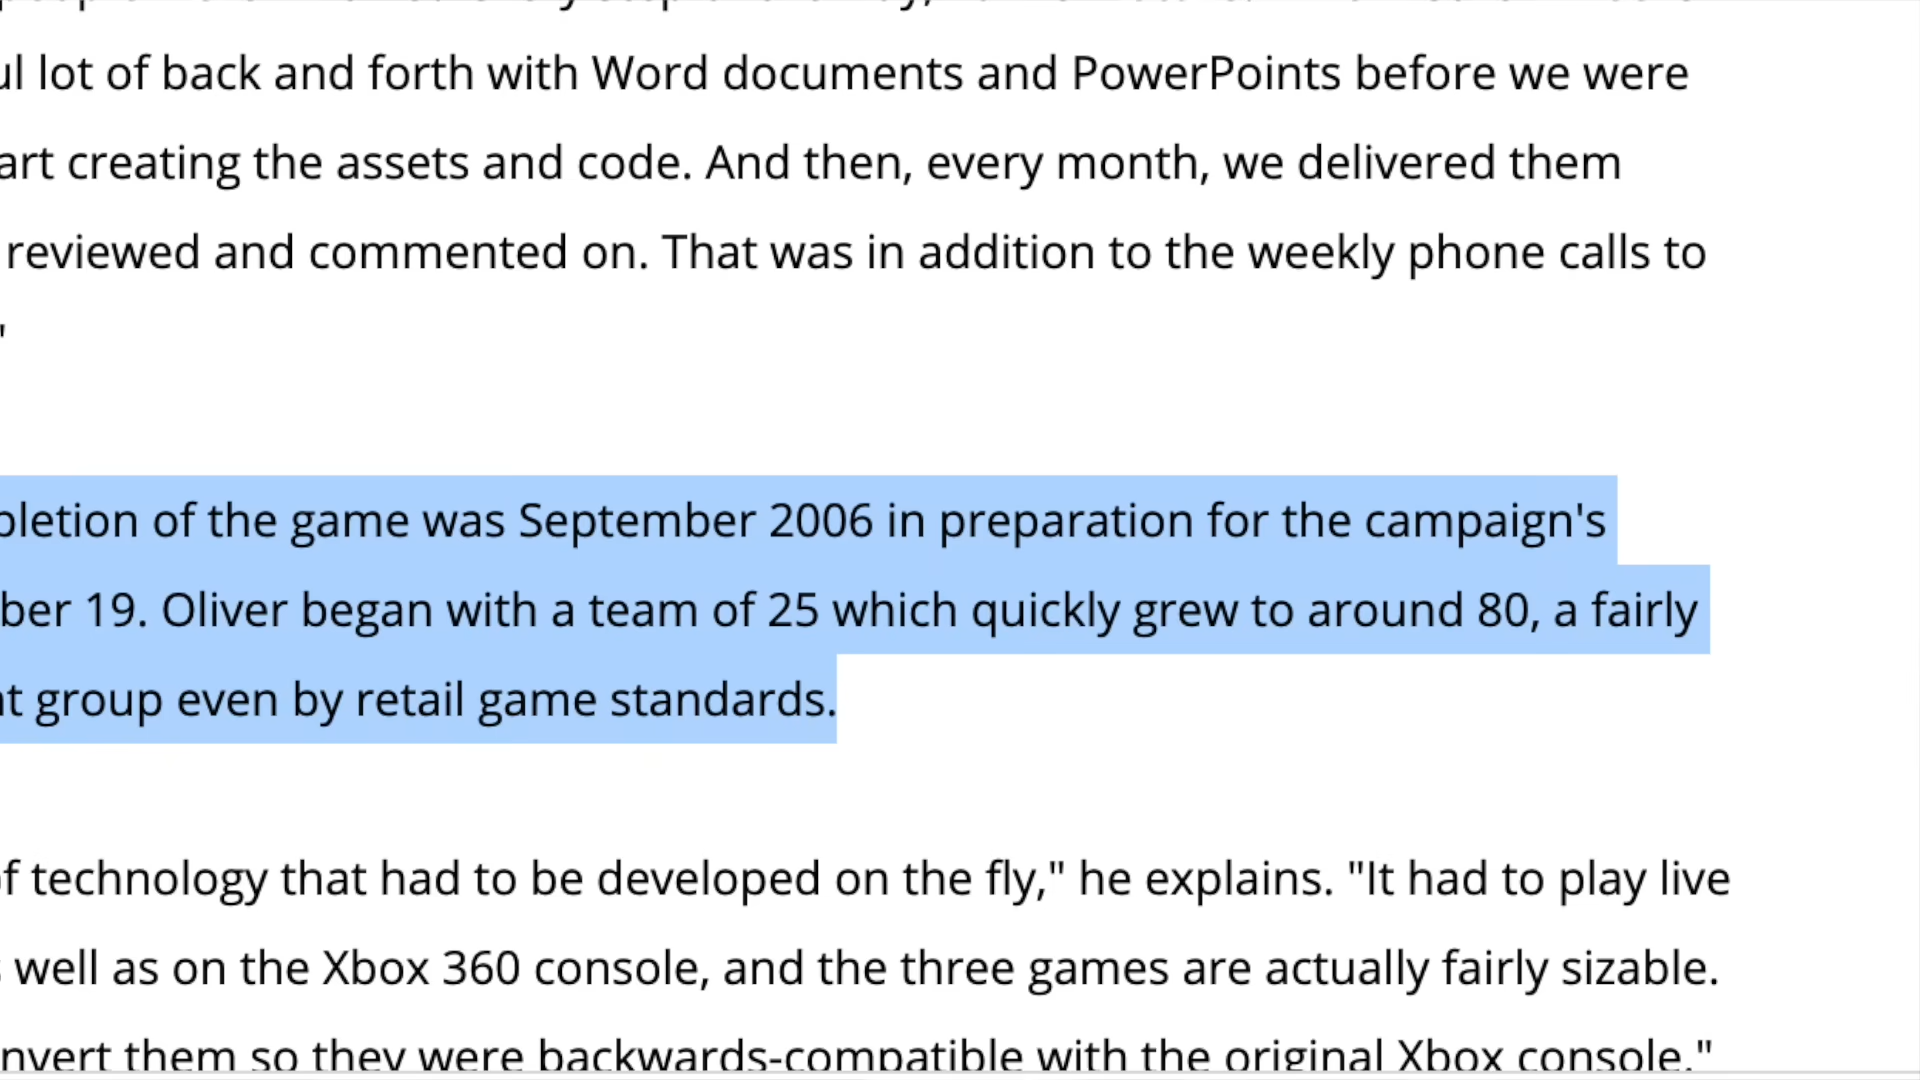 lot of back and forth with Word documents and PowerPoints before we were
creating the assets and code. And then, every month, we delivered them
reviewed and commented on. That was in addition to the weekly phone calls to
"
of the game was September 2006 in preparation for the campaign's
19. Oliver began with a team of 25 which quickly grew to around 80, a fairly
group even by retail game standards.
technology that had to be developed on the fly," he explains. "It had to play live
well as on the Xbox 360 console, and the three games are actually fairly sizable.
them so they were backwards-compatible with the original Xbox console."